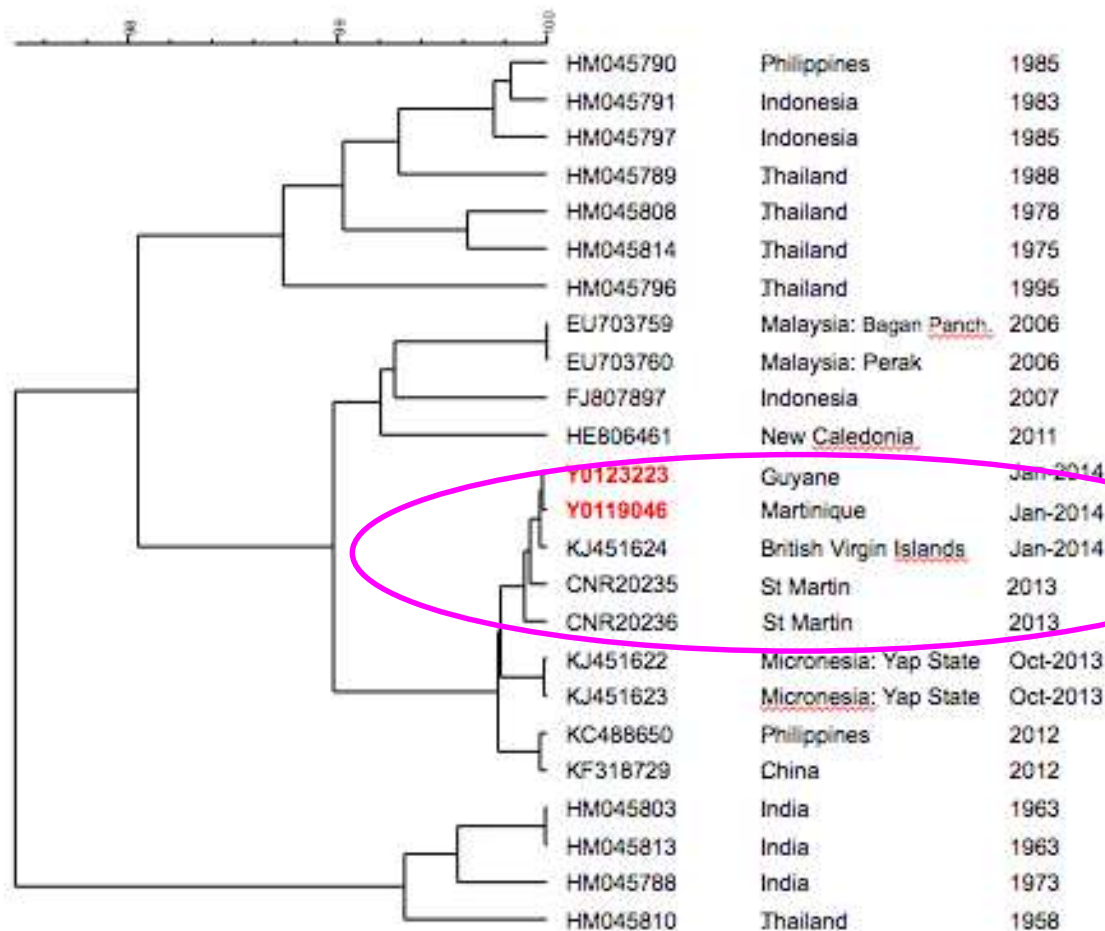 98 99 100
HM045790 Philippines 1985
HM045791 Indonesia 1983
HM045797 Indonesia 1985
HM045789 Thailand 1988
HM045808 Thailand 1978
HM045814 Thailand 1975
HM045796 Thailand 1995
EU703759 Malaysia: Bagan Panch. 2006
EU703760 Malaysia: Perak 2006
FJ807897 Indonesia 2007
HE806461 New Caledonia 2011
Y0123223 Guyane Jan-2014
Y0119046 Martinique Jan-2014
KJ451624 British Virgin Islands Jan-2014
CNR20235 St Martin 2013
CNR20236 St Martin 2013
KJ451622 Micronesia: Yap State Oct-2013
KJ451623 Micronesia: Yap State Oct-2013
KC488650 Philippines 2012
KF318729 China 2012
HM045803 India 1963
HM045813 India 1963
HM045788 India 1973
HM045810 Thailand 1958